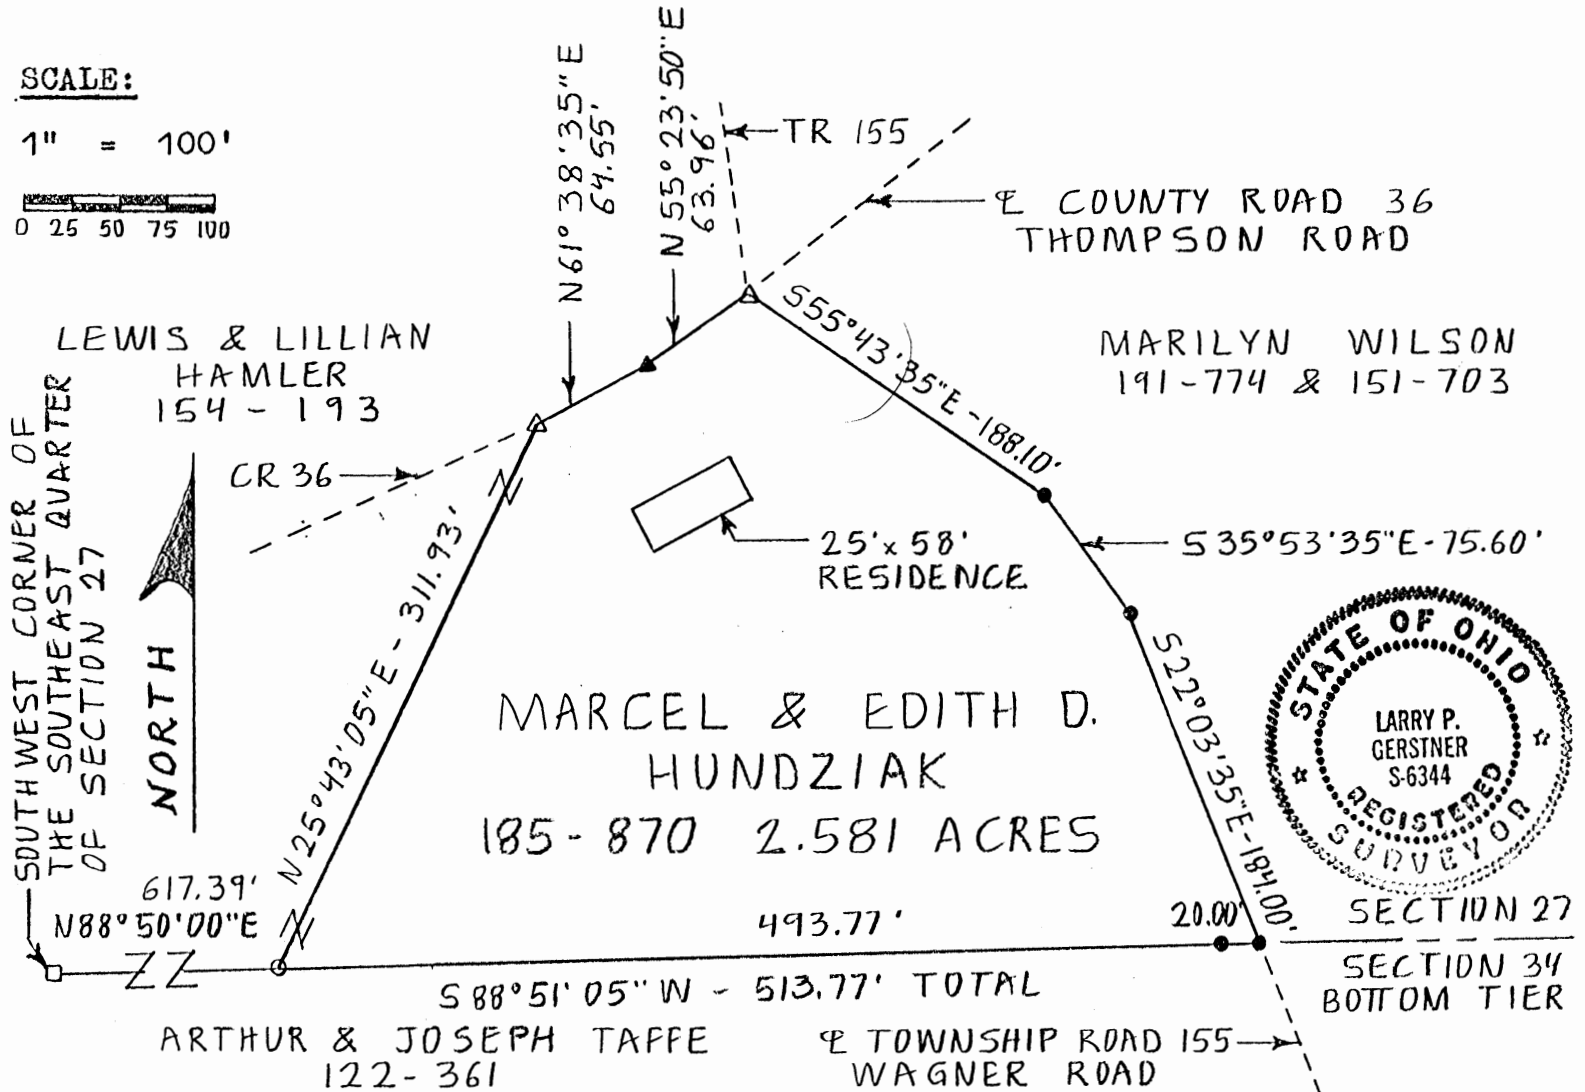 SCALE:
1" = 100'
0 25 50 75 100
N61°38'35"E
64.55'
N55°23'50"E
63.96'
TR 155
℄ COUNTY ROAD 36
THOMPSON ROAD
LEWIS & LILLIAN
HAMLER
154-193
S55°43'35"E-188.10'
MARILYN WILSON
191-774 & 151-703
SOUTHWEST CORNER OF
THE SOUTHEAST QUARTER
OF SECTION 27
CR 36
NORTH
N25°43'05"E-311.93'
25'x58'
RESIDENCE
S35°53'35"E-75.60'
S22°03'35"E-184.00'
STATE OF OHIO
LARRY P.
GERSTNER
S-6344
REGISTERED
SURVEYOR
MARCEL & EDITH D.
HUNDZIAK
185-870 2.581 ACRES
617.39'
N88°50'00"E
493.77'
20.00'
SECTION 27
S88°51'05"W - 513.77' TOTAL
SECTION 34
BOTTOM TIER
ARTHUR & JOSEPH TAFFE
122-361
℄ TOWNSHIP ROAD 155
WAGNER ROAD